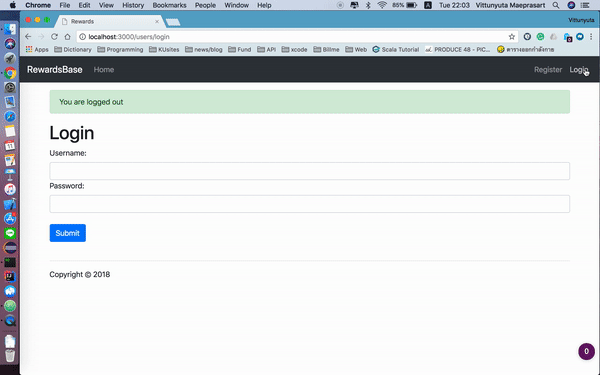 Chrome File Edit View History Bookmarks People Window Help 85% A Tue 22:03 Vittunyuta Maeprasart
Rewards Vittunyuta
localhost:3000/users/login
Apps Dictionary Programming KUsites news/blog Fund API xcode Billme Web Scala Tutorial PRODUCE 48 - PIC... ตารางออกกำลังกาย
RewardsBase Home Register Login
You are logged out
Login
Username:
Password:
Submit
Copyright © 2018
0